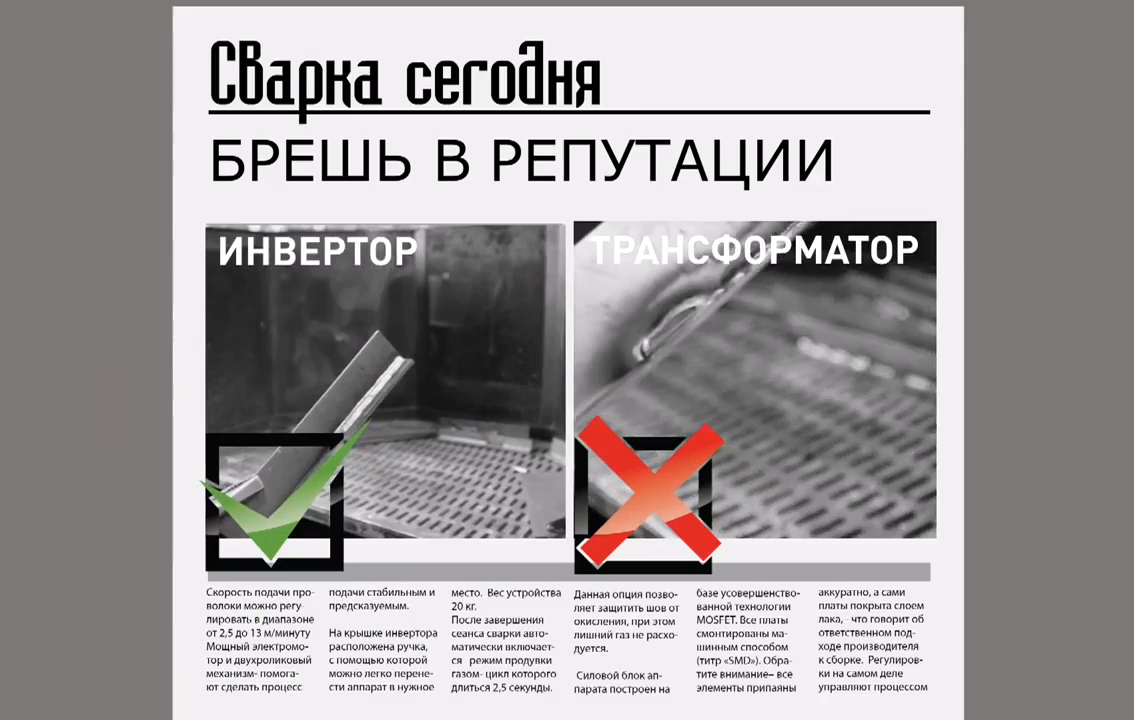 Сварка сегодня
БРЕШЬ В РЕПУТАЦИИ
ИНВЕРТОР
ТРАНСФОРМАТОР
Скорость подачи про-
волоки можно регу-
лировать в диапазоне
от 2,5 до 13 м/минуту
Мощный электромо-
тор и двухроликовый
механизм- помога-
ют сделать процесс
подачи стабильным и
предсказуемым.
На крышке инвертора
расположена ручка,
с помощью которой
можно легко перене-
сти аппарат в нужное
место. Вес устройства
20 кг.
После завершения
сеанса сварки авто-
матически включает-
ся режим продувки
газом- цикл которого
длиться 2,5 секунды.
Данная опция позво-
ляет защитить шов от
окисления, при этом
лишний газ не расхо-
дуется.
Силовой блок ап-
парата построен на
базе усовершенство-
ванной технологии
MOSFET. Все платы
смонтированы ма-
шинным способом
(титр «SMD»). Обра-
тите внимание– все
элементы припаяны
аккуратно, а сами
платы покрыта слоем
лака, - что говорит об
ответственном под-
ходе производителя
к сборке. Регулиров-
ки на самом деле
управляют процессом